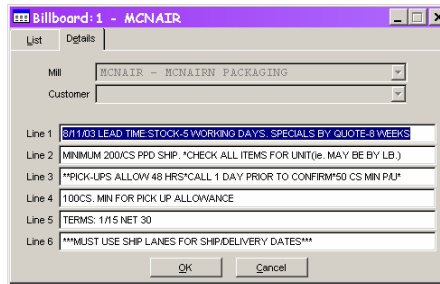 Billboard: 1 - MCNAIR
List Details
Mill MCNAIR - MCNAIRN PACKAGING
Customer
Line 1 8/11/03 LEAD TIME:STOCK-5 WORKING DAYS. SPECIALS BY QUOTE-8 WEEKS
Line 2 MINIMUM 200/CS PPD SHIP. *CHECK ALL ITEMS FOR UNIT(ie. MAY BE BY LB.)
Line 3 **PICK-UPS ALLOW 48 HRS*CALL 1 DAY PRIOR TO CONFIRM*50 CS MIN P/U*
Line 4 100CS. MIN FOR PICK UP ALLOWANCE
Line 5 TERMS: 1/15 NET 30
Line 6 ***MUST USE SHIP LANES FOR SHIP/DELIVERY DATES***
OK Cancel